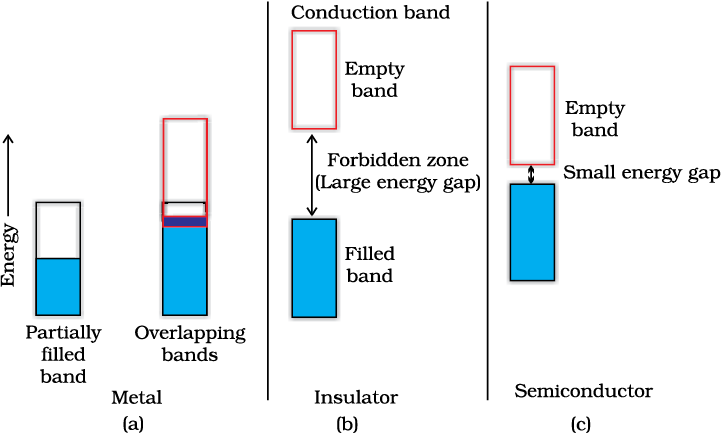 Energy
Partially
filled
band
Overlapping
bands
Metal
(a)
Conduction band
Empty
band
Forbidden zone
(Large energy gap)
Filled
band
Insulator
(b)
Empty
band
Small energy gap
Semiconductor
(c)